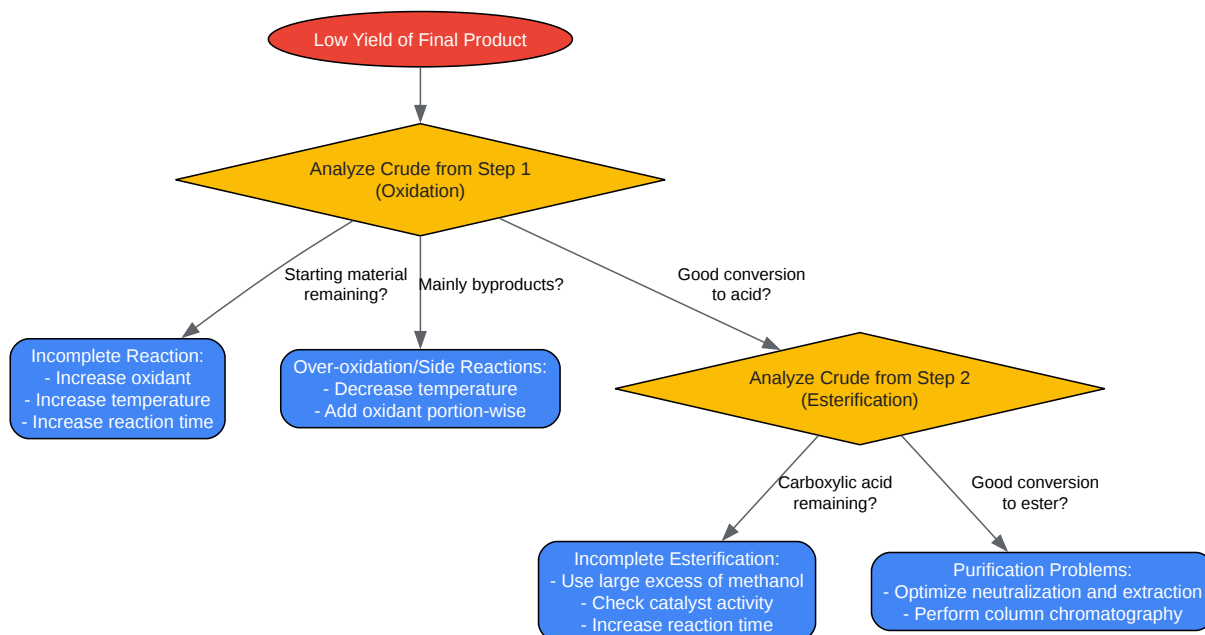 Low Yield of Final Product
Analyze Crude from Step 1
(Oxidation)
Starting material
remaining?
Mainly byproducts?
Good conversion
to acid?
Incomplete Reaction:
- Increase oxidant
- Increase temperature
- Increase reaction time
Over-oxidation/Side Reactions:
- Decrease temperature
- Add oxidant portion-wise
Analyze Crude from Step 2
(Esterification)
Carboxylic acid
remaining?
Good conversion
to ester?
Incomplete Esterification:
- Use large excess of methanol
- Check catalyst activity
- Increase reaction time
Purification Problems:
- Optimize neutralization and extraction
- Perform column chromatography